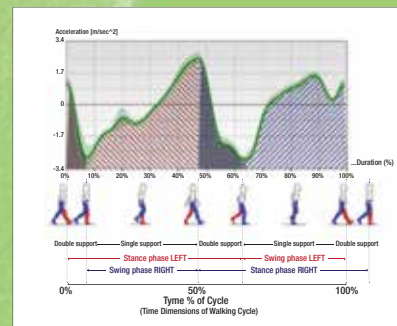 Acceleration [m/sec^2]
3.4
1.7
0
-1.7
-3.4
...Duration (%)
0% 10% 20% 30% 40% 50% 60% 70% 80% 90% 100%
Double support Single support Double support Single support Double support
Stance phase LEFT Swing phase LEFT
Swing phase RIGHT Stance phase RIGHT
0% 50% 100%
Tyme % of Cycle
(Time Dimensions of Walking Cycle)